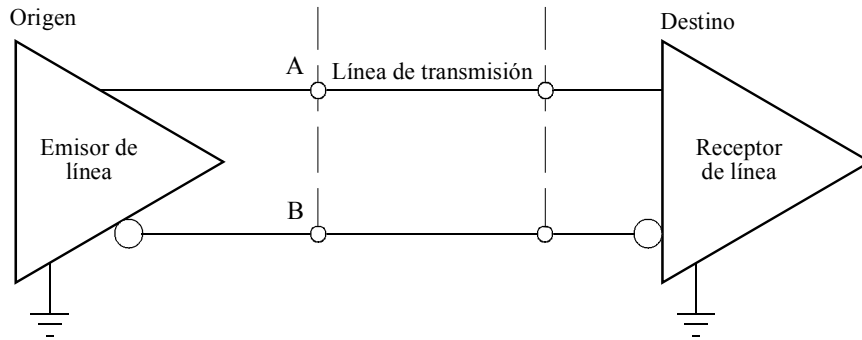 Origen
Destino
A
Línea de transmisión
Emisor de
línea
Receptor
de línea
B